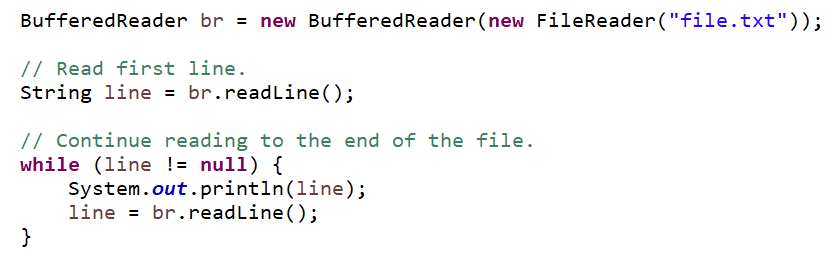 BufferedReader br = new BufferedReader(new FileReader("file.txt"));
// Read first line.
String line = br.readLine();
// Continue reading to the end of the file.
while (line != null) {
    System.out.println(line);
    line = br.readLine();
}